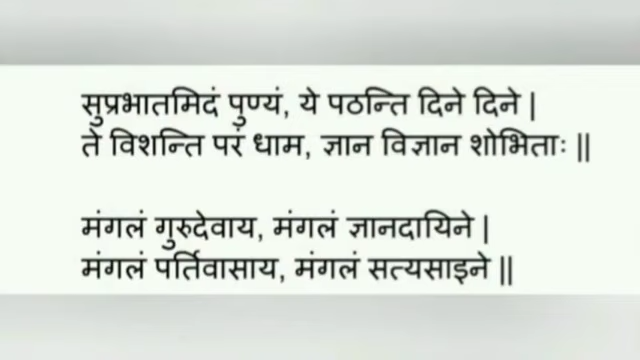 सुप्रभातमिदं पुण्यं, ये पठन्ति दिने दिने |
ते विशन्ति परं धाम, ज्ञान विज्ञान शोभिताः ||
मंगलं गुरुदेवाय, मंगलं ज्ञानदायिने |
मंगलं पर्तिवासाय, मंगलं सत्यसाइने ||